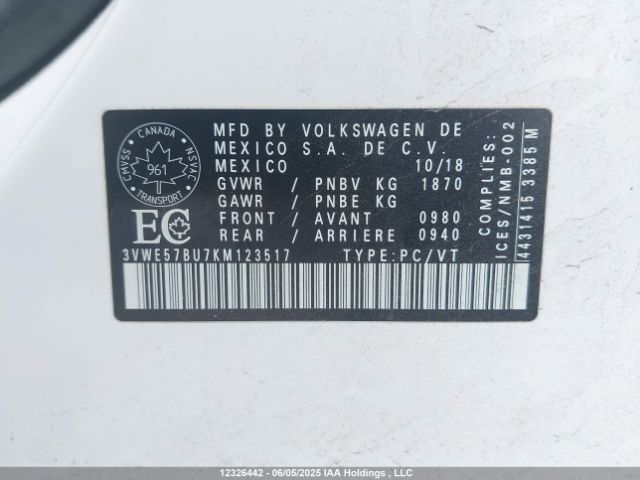 CANADA
CMVSS
NSVAC
961
TRANSPORT
EC
MFD BY VOLKSWAGEN DE
MEXICO S.A. DE C.V.
MEXICO 10/18
GVWR / PNBV KG 1870
GAWR / PNBE KG
FRONT / AVANT 0980
REAR / ARRIERE 0940
3VWE57BU7KM123517 TYPE:PC/VT
COMPLIES:
ICES/NMB-002
4431415 3385M
12326442 - 06/05/2025 IAA Holdings, LLC